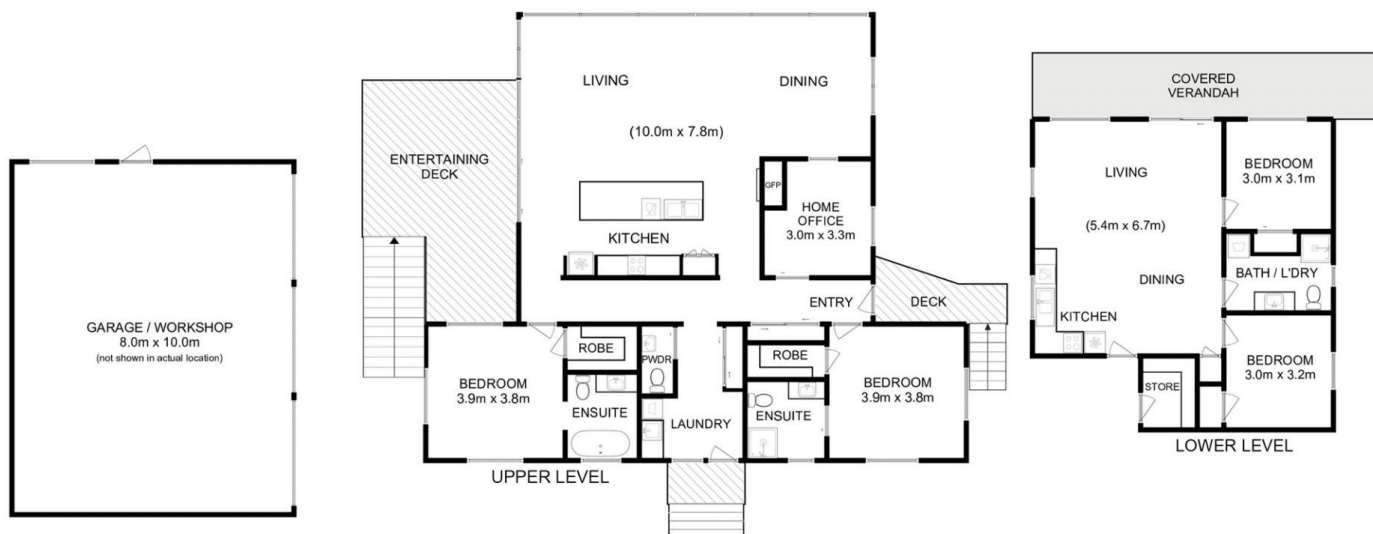 GARAGE / WORKSHOP
8.0m x 10.0m
(not shown in actual location)
LIVING
DINING
(10.0m x 7.8m)
ENTERTAINING
DECK
GFP
HOME
OFFICE
3.0m x 3.3m
KITCHEN
ENTRY
DECK
ROBE
PWDR
ROBE
BEDROOM
3.9m x 3.8m
ENSUITE
LAUNDRY
ENSUITE
BEDROOM
3.9m x 3.8m
UPPER LEVEL
COVERED
VERANDAH
LIVING
BEDROOM
3.0m x 3.1m
(5.4m x 6.7m)
DINING
BATH / L'DRY
KITCHEN
STORE
BEDROOM
3.0m x 3.2m
LOWER LEVEL